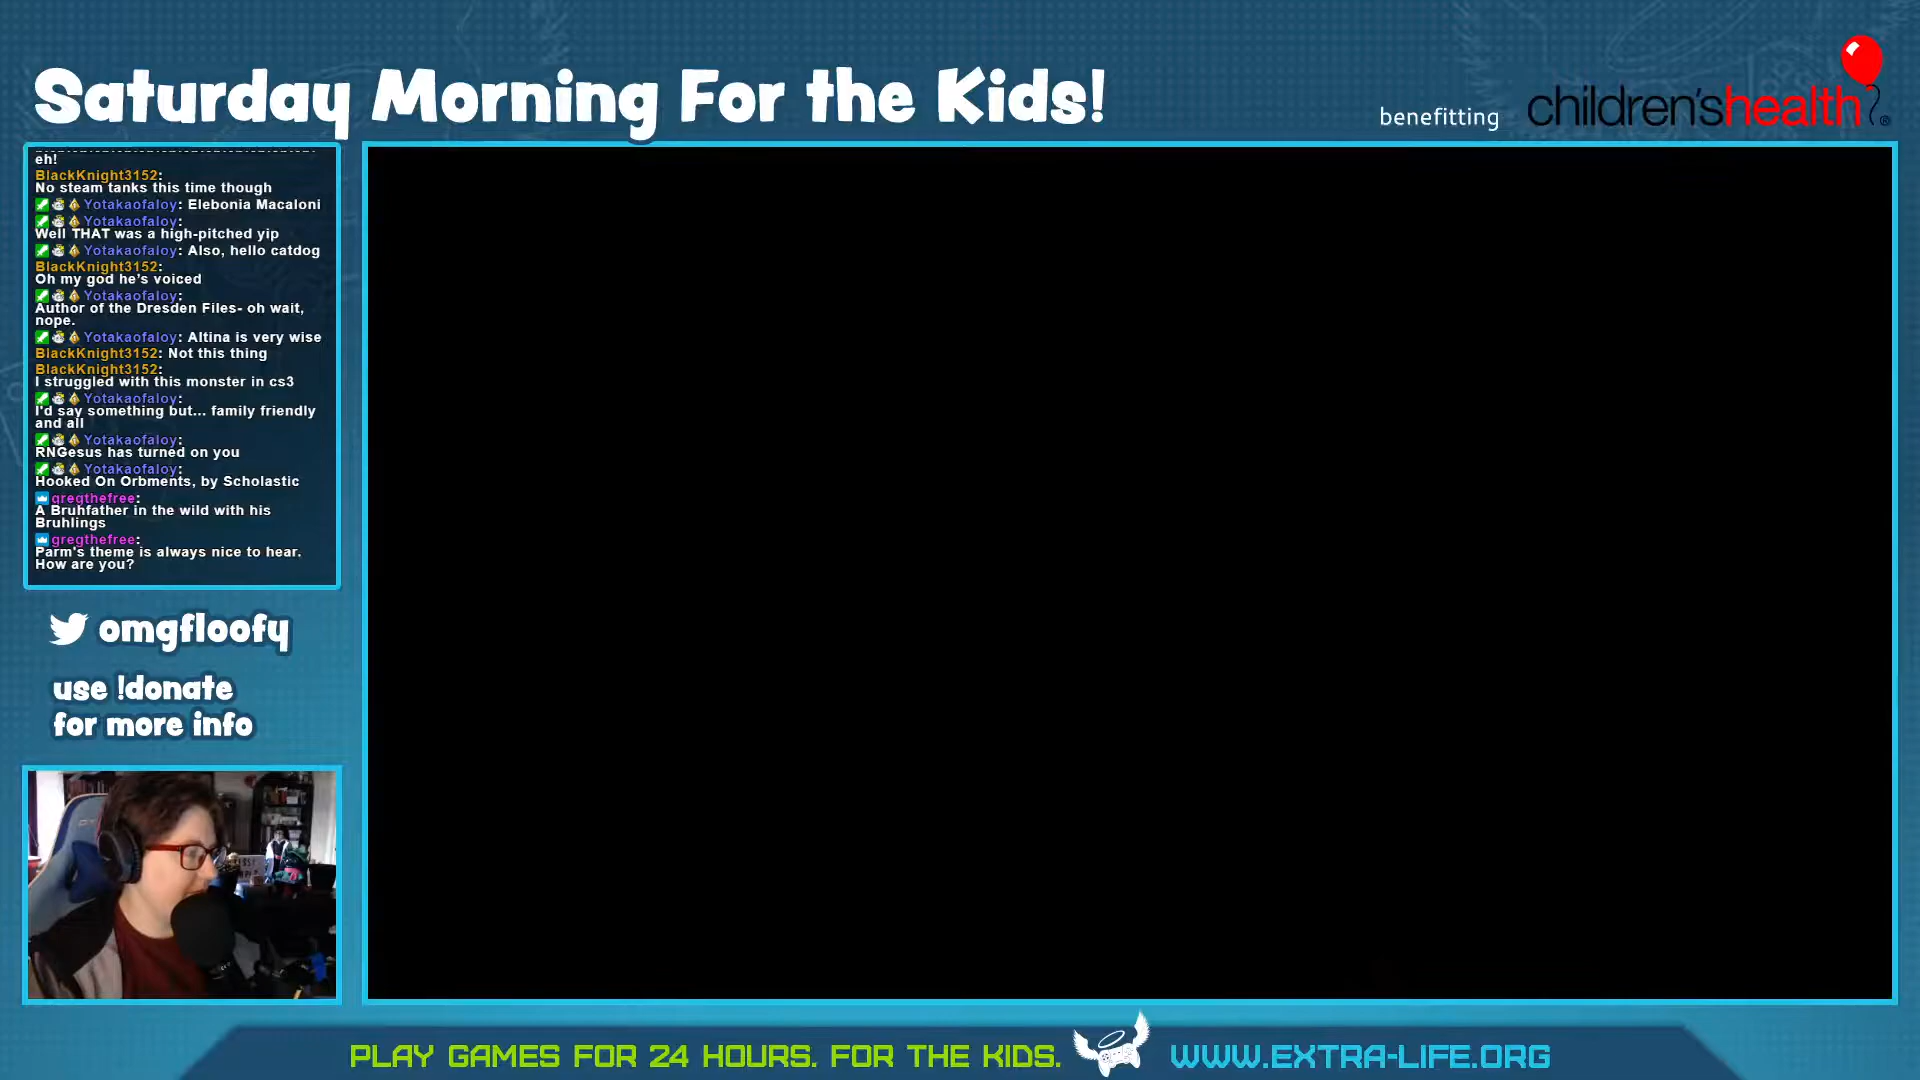 Saturday Morning For the Kids!
benefitting
children'shealth
®
eh!
BlackKnight3152:
No steam tanks this time though
Yotakaofaloy: Elebonia Macaloni
Yotakaofaloy:
Well THAT was a high-pitched yip
Yotakaofaloy: Also, hello catdog
BlackKnight3152:
Oh my god he's voiced
Yotakaofaloy:
Author of the Dresden Files- oh wait,
nope.
Yotakaofaloy: Altina is very wise
BlackKnight3152: Not this thing
BlackKnight3152:
I struggled with this monster in cs3
Yotakaofaloy:
I'd say something but... family friendly
and all
Yotakaofaloy:
RNGesus has turned on you
Yotakaofaloy:
Hooked On Orbments, by Scholastic
gregthefree:
A Bruhfather in the wild with his
Bruhlings
gregthefree:
Parm's theme is always nice to hear.
How are you?
omgfloofy
use !donate
for more info
PLAY GAMES FOR 24 HOURS. FOR THE KIDS.
WWW.EXTRA-LIFE.ORG